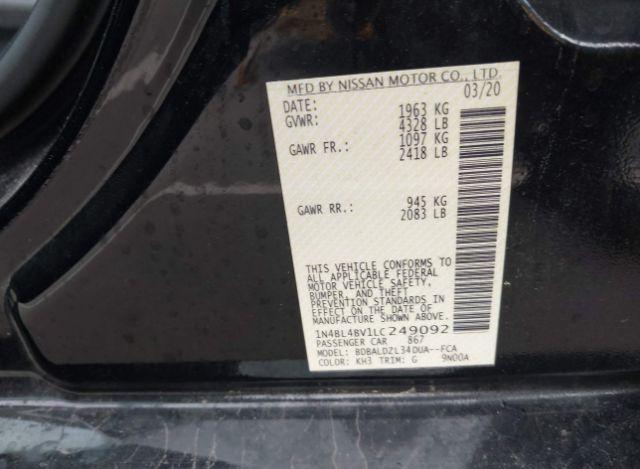 MFD BY NISSAN MOTOR CO., LTD.
DATE: 03/20
GVWR: 1963 KG
4328 LB
GAWR FR.: 1097 KG
2418 LB
GAWR RR.: 945 KG
2083 LB
THIS VEHICLE CONFORMS TO
ALL APPLICABLE FEDERAL
MOTOR VEHICLE SAFETY,
BUMPER, AND THEFT
PREVENTION STANDARDS IN
EFFECT ON THE DATE OF
MANUFACTURE SHOWN ABOVE.
1N4BL4BV1LC249092
PASSENGER CAR 867
MODEL: BDBALDZL34DUA--FCA
COLOR: KH3 TRIM: G 9N00A